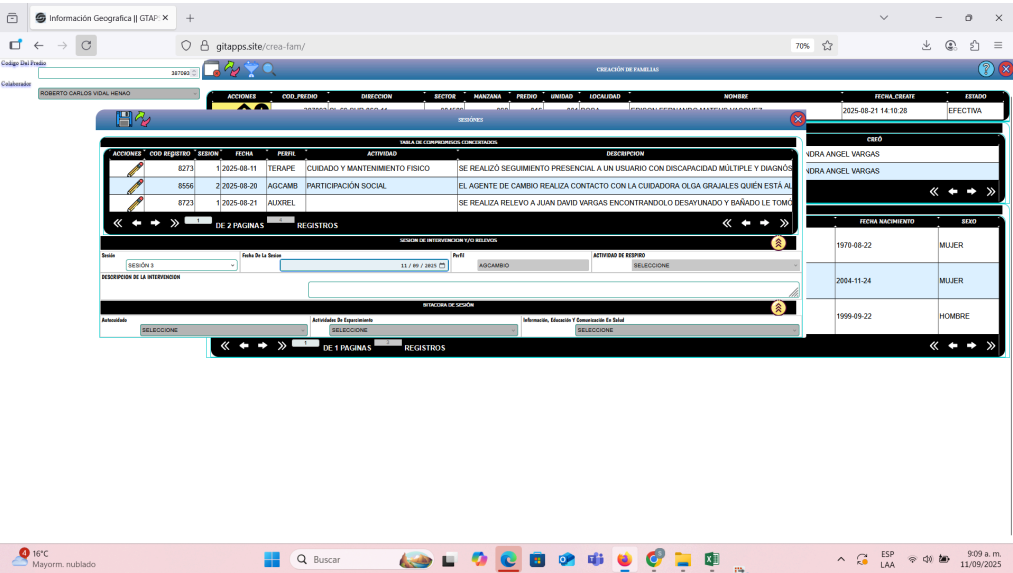 Información Geografica || GTAP
gitapps.site/crea-fam/
70%
Codigo Del Predio
387093
CREACIÓN DE FAMILIAS
Colaborador
ROBERTO CARLOS VIDAL HENAO
ACCIONES COD_PREDIO DIRECCION SECTOR MANZANA PREDIO UNIDAD LOCALIDAD NOMBRE FECHA_CREATE ESTADO
2025-08-21 14:10:28 EFECTIVA
SESIÓNES
TABLA DE COMPROMISOS CONCERTADOS
CREÓ
ACCIONES COD REGISTRO SESION FECHA PERFIL ACTIVIDAD DESCRIPCION
NDRA ANGEL VARGAS
8273 1 2025-08-11 TERAPE CUIDADO Y MANTENIMIENTO FISICO SE REALIZÓ SEGUIMIENTO PRESENCIAL A UN USUARIO CON DISCAPACIDAD MÚLTIPLE Y DIAGNÓS
NDRA ANGEL VARGAS
8556 2 2025-08-20 AGCAMB PARTICIPACIÓN SOCIAL EL AGENTE DE CAMBIO REALIZA CONTACTO CON LA CUIDADORA OLGA GRAJALES QUIÉN ESTÁ AL
8723 1 2025-08-21 AUXREL SE REALIZA RELEVO A JUAN DAVID VARGAS ENCONTRANDOLO DESAYUNADO Y BAÑADO LE TOMÓ
1 DE 2 PAGINAS REGISTROS
FECHA NACIMIENTO SEXO
SESION DE INTERVENCION Y/O RELEVOS
1970-08-22 MUJER
Sesión Fecha De La Sesion Perfil ACTIVIDAD DE RESPIRO
SESIÓN 3 11 / 09 / 2025 AGCAMBIO SELECCIONE
DESCRIPCIÓN DE LA INTERVENCION
2004-11-24 MUJER
BITACORA DE SESIÓN
1999-09-22 HOMBRE
Autocuidado Actividades De Esparcimiento Información, Educación Y Comunicación En Salud
SELECCIONE SELECCIONE SELECCIONE
1 DE 1 PAGINAS REGISTROS
4
16°C
Mayorm. nublado
Buscar
ESP
LAA
9:09 a. m.
11/09/2025